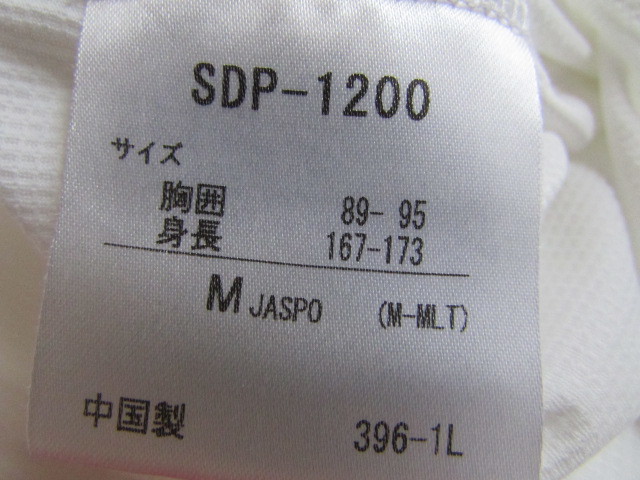 SDP-1200
サイズ
胸囲 89- 95
身長 167-173
M JASPO (M-MLT)
中国製 396-1L